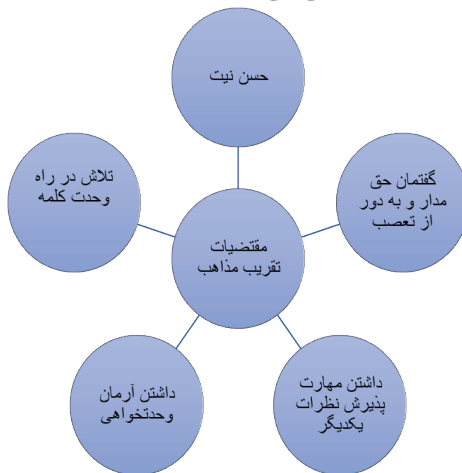 حسن نیت
گفتمان حق
مدار و به دور
از تعصب
تلاش در راه
وحدت کلمه
مقتضیات
تقریب مذاهب
داشتن مهارت
پذیرش نظرات
یکدیگر
داشتن آرمان
وحدتخواهی